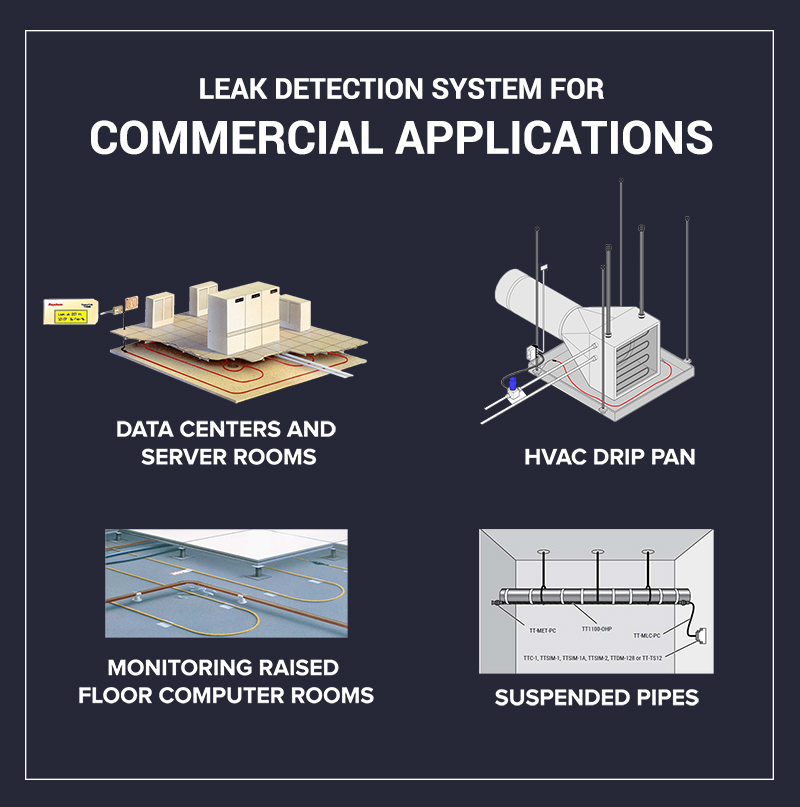 LEAK DETECTION SYSTEM FOR
COMMERCIAL APPLICATIONS
DATA CENTERS AND
SERVER ROOMS
HVAC DRIP PAN
MONITORING RAISED
FLOOR COMPUTER ROOMS
TT-MET-PC
TT1100-OHP
TT-MLC-PC
TTC-1, TTSIM-1, TTSIM-1A, TTSIM-2, TTDM-128 or TT-TS12
SUSPENDED PIPES